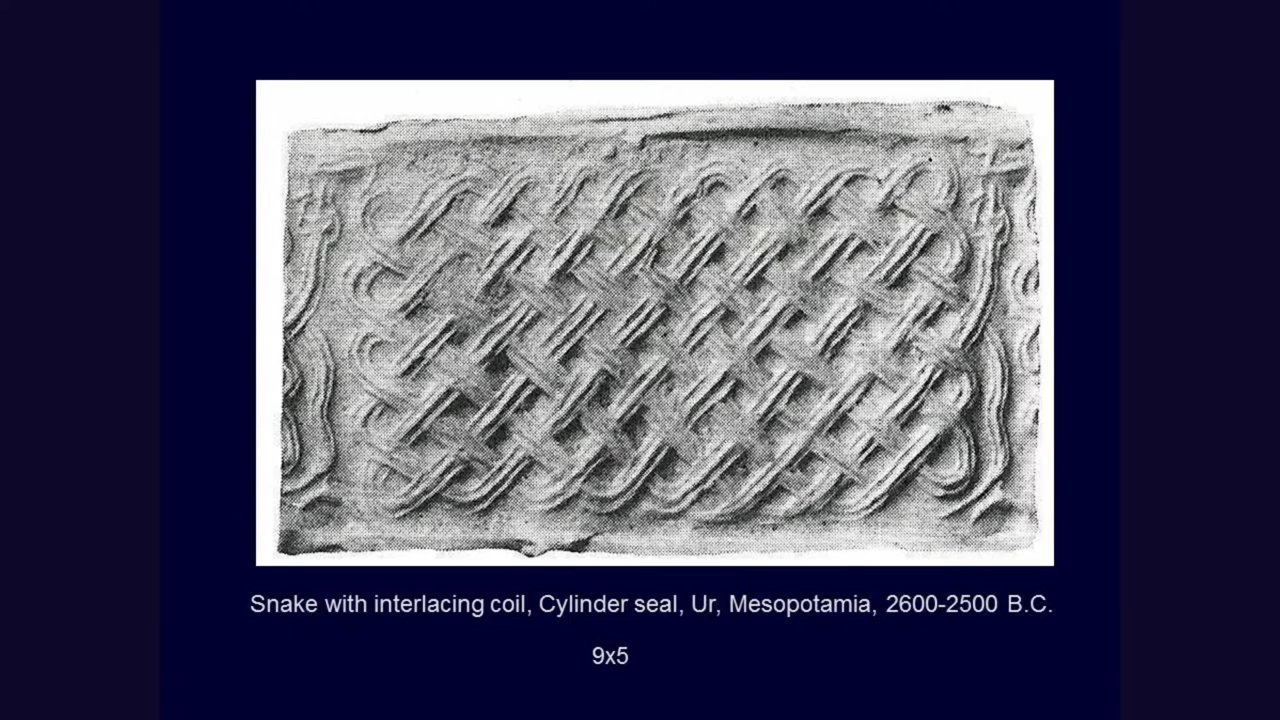 Snake with interlacing coil, Cylinder seal, Ur, Mesopotamia, 2600-2500 B.C.
9x5